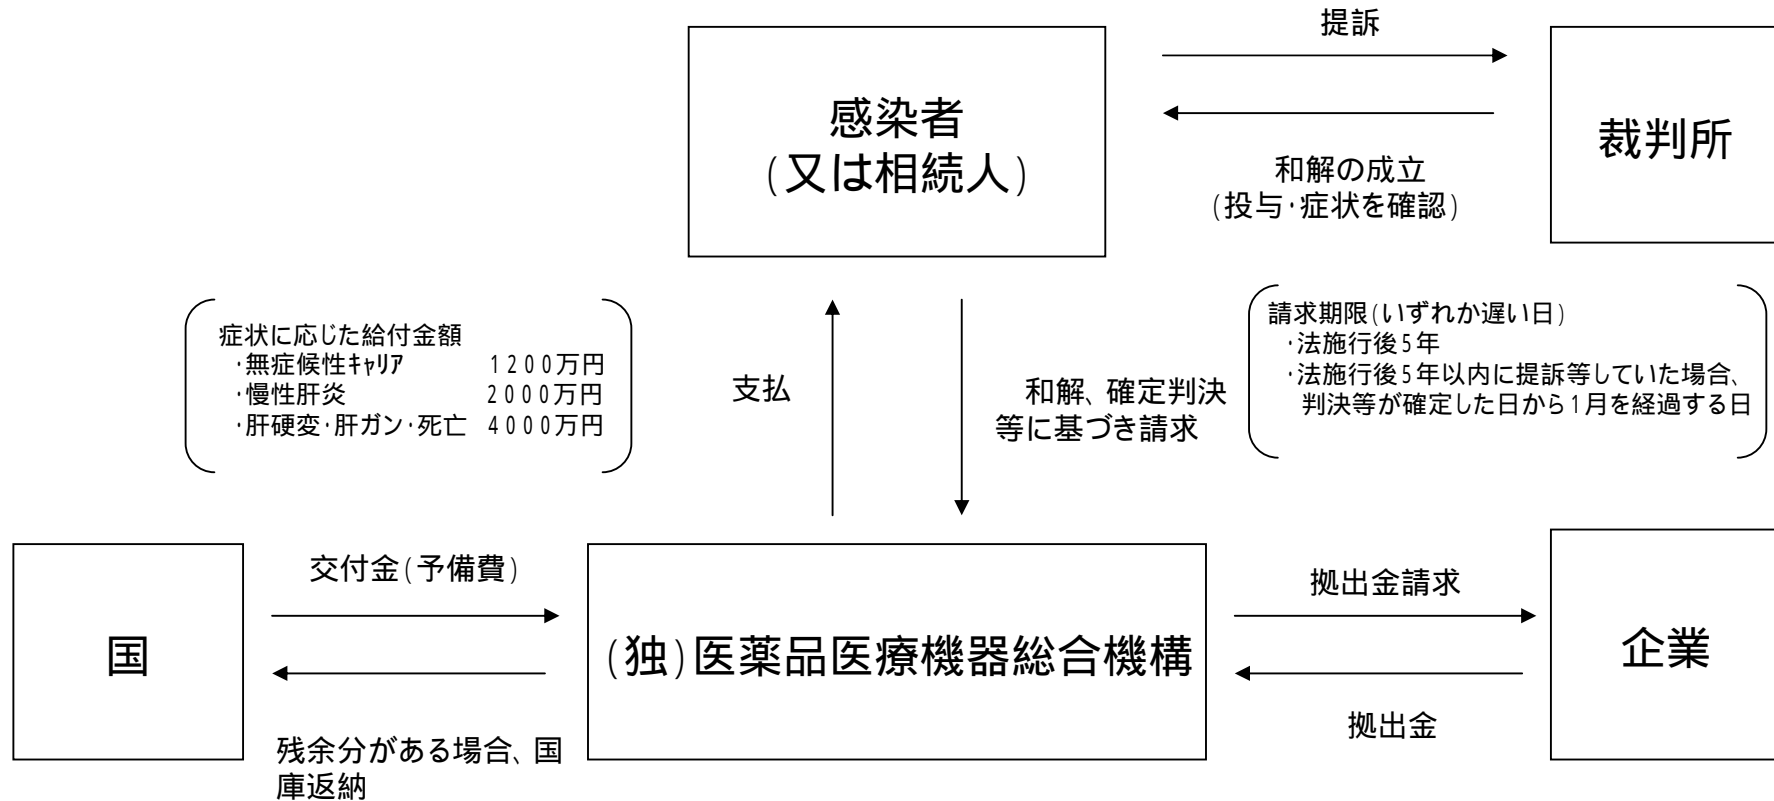 提訴
感染者
(又は相続人)
裁判所
和解の成立
(投与・症状を確認)
症状に応じた給付金額
・無症候性ｷｬﾘｱ 1200万円
・慢性肝炎 2000万円
・肝硬変・肝ガン・死亡 4000万円
支払
和解、確定判決
等に基づき請求
請求期限(いずれか遅い日)
・法施行後5年
・法施行後5年以内に提訴等していた場合、
判決等が確定した日から1月を経過する日
国
交付金(予備費)
残余分がある場合、国
庫返納
(独)医薬品医療機器総合機構
拠出金請求
拠出金
企業